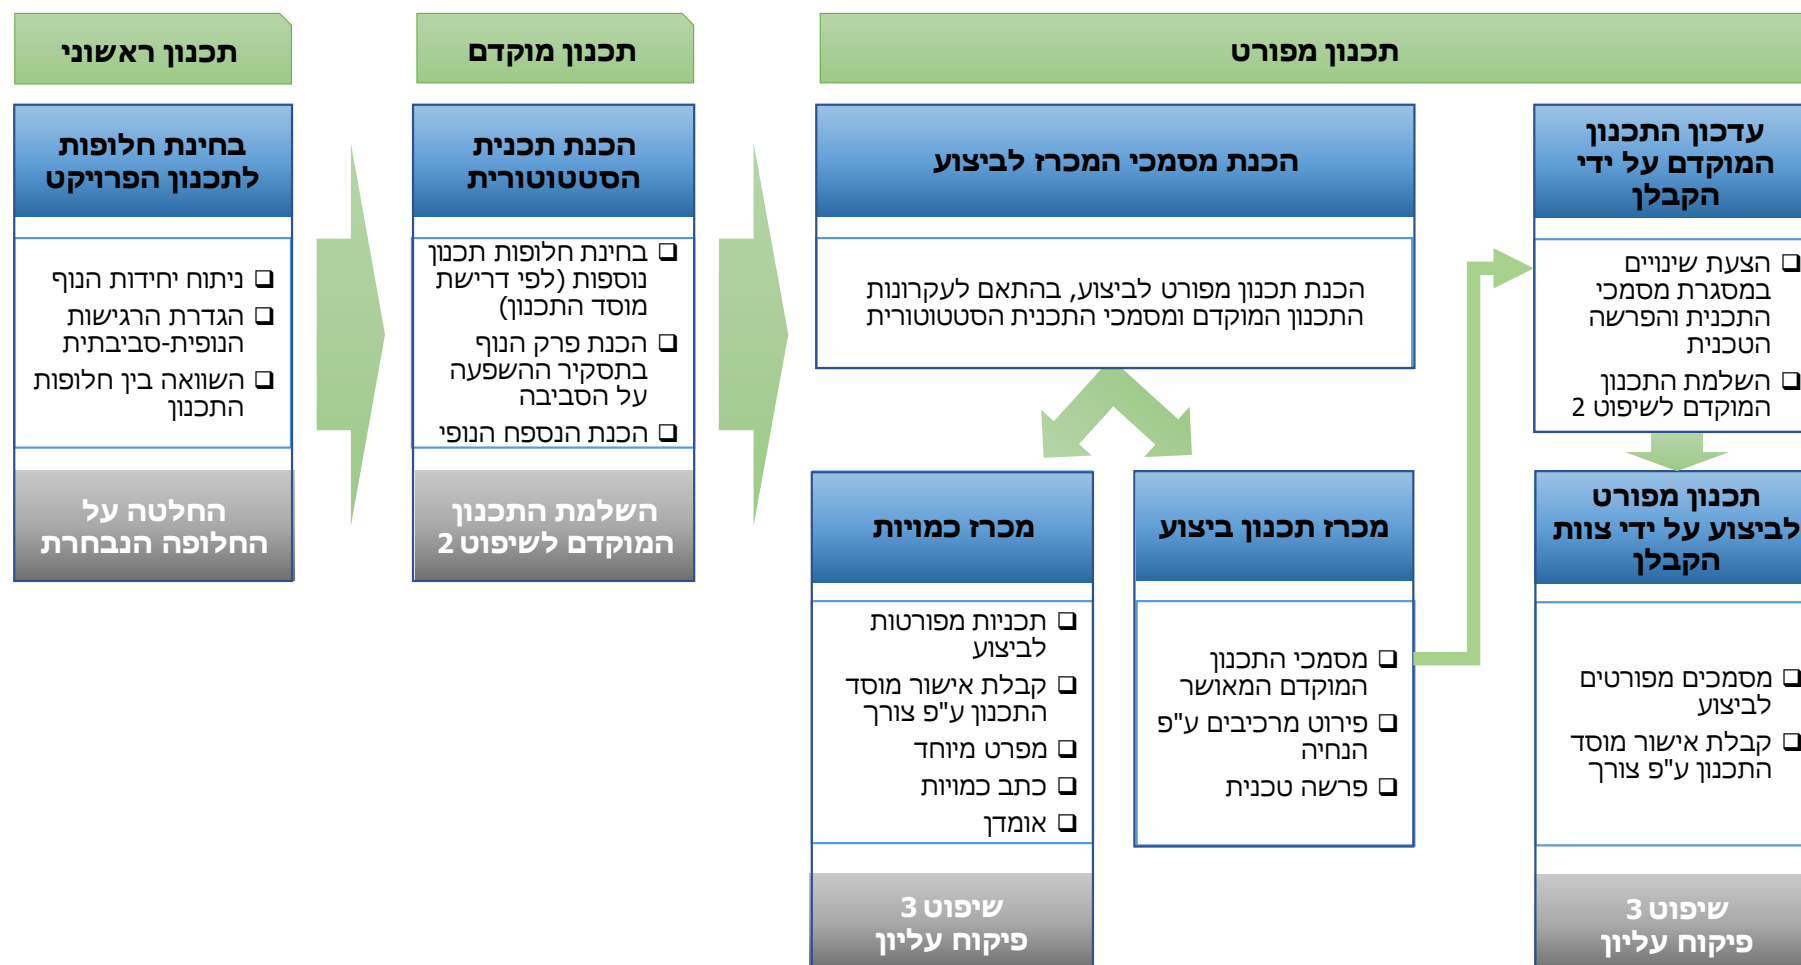 תכנון ראשוני
תכנון מוקדם
תכנון מפורט
בחינת חלופות
לתכנון הפרויקט
ניתוח יחידות הנוף
הגדרת הרגישות
הנופית-סביבתית
השוואה בין חלופות
התכנון
החלטה על
החלופה הנבחרת
הכנת תכנית
הסטטוטורית
בחינת חלופות תכנון
נוספות (לפי דרישת
מוסד התכנון)
הכנת פרק הנוף
בתסקיר ההשפעה
על הסביבה
הכנת הנספח הנופי
השלמת התכנון
המוקדם לשיפוט 2
הכנת מסמכי המכרז לביצוע
הכנת תכנון מפורט לביצוע, בהתאם לעקרונות
התכנון המוקדם ומסמכי התכנית הסטטוטורית
מכרז כמויות
תכניות מפורטות
לביצוע
קבלת אישור מוסד
התכנון ע"פ צורך
מפרט מיוחד
כתב כמויות
אומדן
שיפוט 3
פיקוח עליון
מכרז תכנון ביצוע
מסמכי התכנון
המוקדם המאושר
פירוט מרכיבים ע"פ
הנחיה
פרשה טכנית
עדכון התכנון
המוקדם על ידי
הקבלן
הצעת שינויים
במסגרת מסמכי
התכנית והפרשה
הטכנית
השלמת התכנון
המוקדם לשיפוט 2
תכנון מפורט
לביצוע על ידי צוות
הקבלן
מסמכים מפורטים
לביצוע
קבלת אישור מוסד
התכנון ע"פ צורך
שיפוט 3
פיקוח עליון